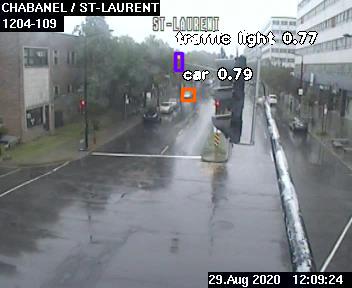 CHABANEL / ST-LAURENT
1204-109
ST-LAURENT
traffic light 0.77
car 0.79
29.Aug 2020 12:09:24